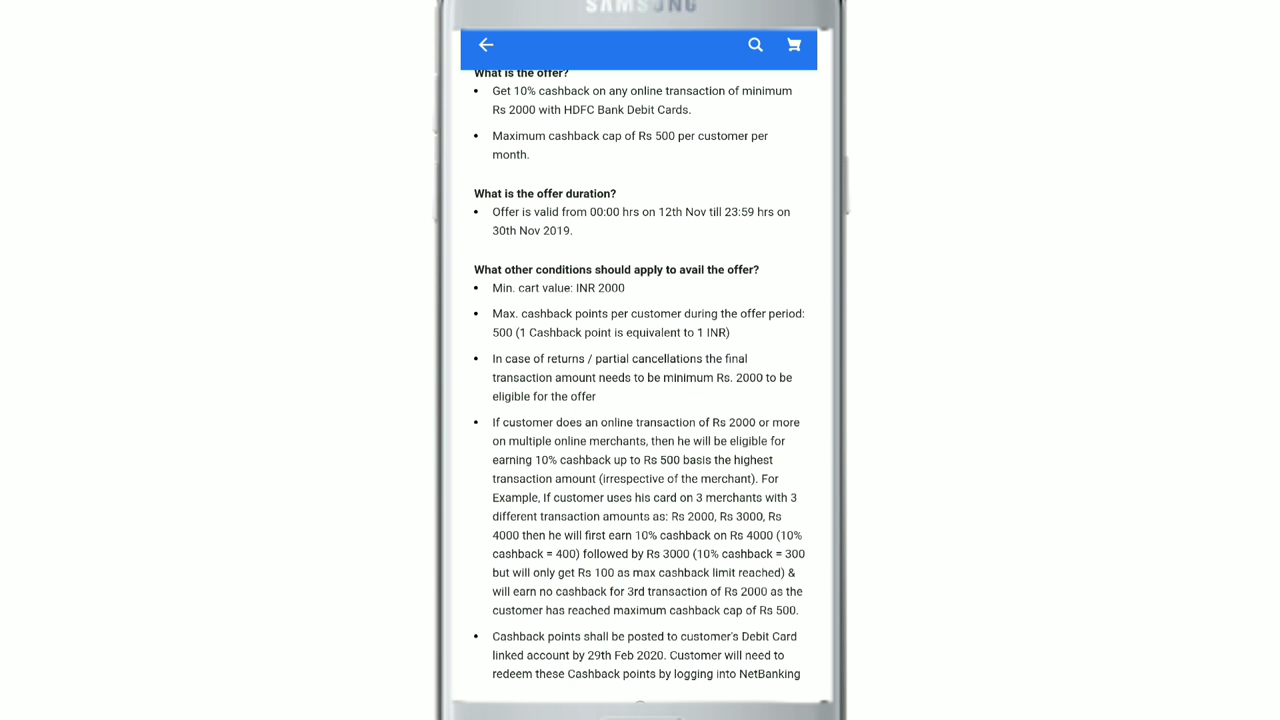 SAMSUNG
What is the offer?
• Get 10% cashback on any online transaction of minimum
Rs 2000 with HDFC Bank Debit Cards.
• Maximum cashback cap of Rs 500 per customer per
month.
What is the offer duration?
• Offer is valid from 00:00 hrs on 12th Nov till 23:59 hrs on
30th Nov 2019.
What other conditions should apply to avail the offer?
• Min. cart value: INR 2000
• Max. cashback points per customer during the offer period:
500 (1 Cashback point is equivalent to 1 INR)
• In case of returns / partial cancellations the final
transaction amount needs to be minimum Rs. 2000 to be
eligible for the offer
• If customer does an online transaction of Rs 2000 or more
on multiple online merchants, then he will be eligible for
earning 10% cashback up to Rs 500 basis the highest
transaction amount (irrespective of the merchant). For
Example, If customer uses his card on 3 merchants with 3
different transaction amounts as: Rs 2000, Rs 3000, Rs
4000 then he will first earn 10% cashback on Rs 4000 (10%
cashback = 400) followed by Rs 3000 (10% cashback = 300
but will only get Rs 100 as max cashback limit reached) &
will earn no cashback for 3rd transaction of Rs 2000 as the
customer has reached maximum cashback cap of Rs 500.
• Cashback points shall be posted to customer's Debit Card
linked account by 29th Feb 2020. Customer will need to
redeem these Cashback points by logging into NetBanking